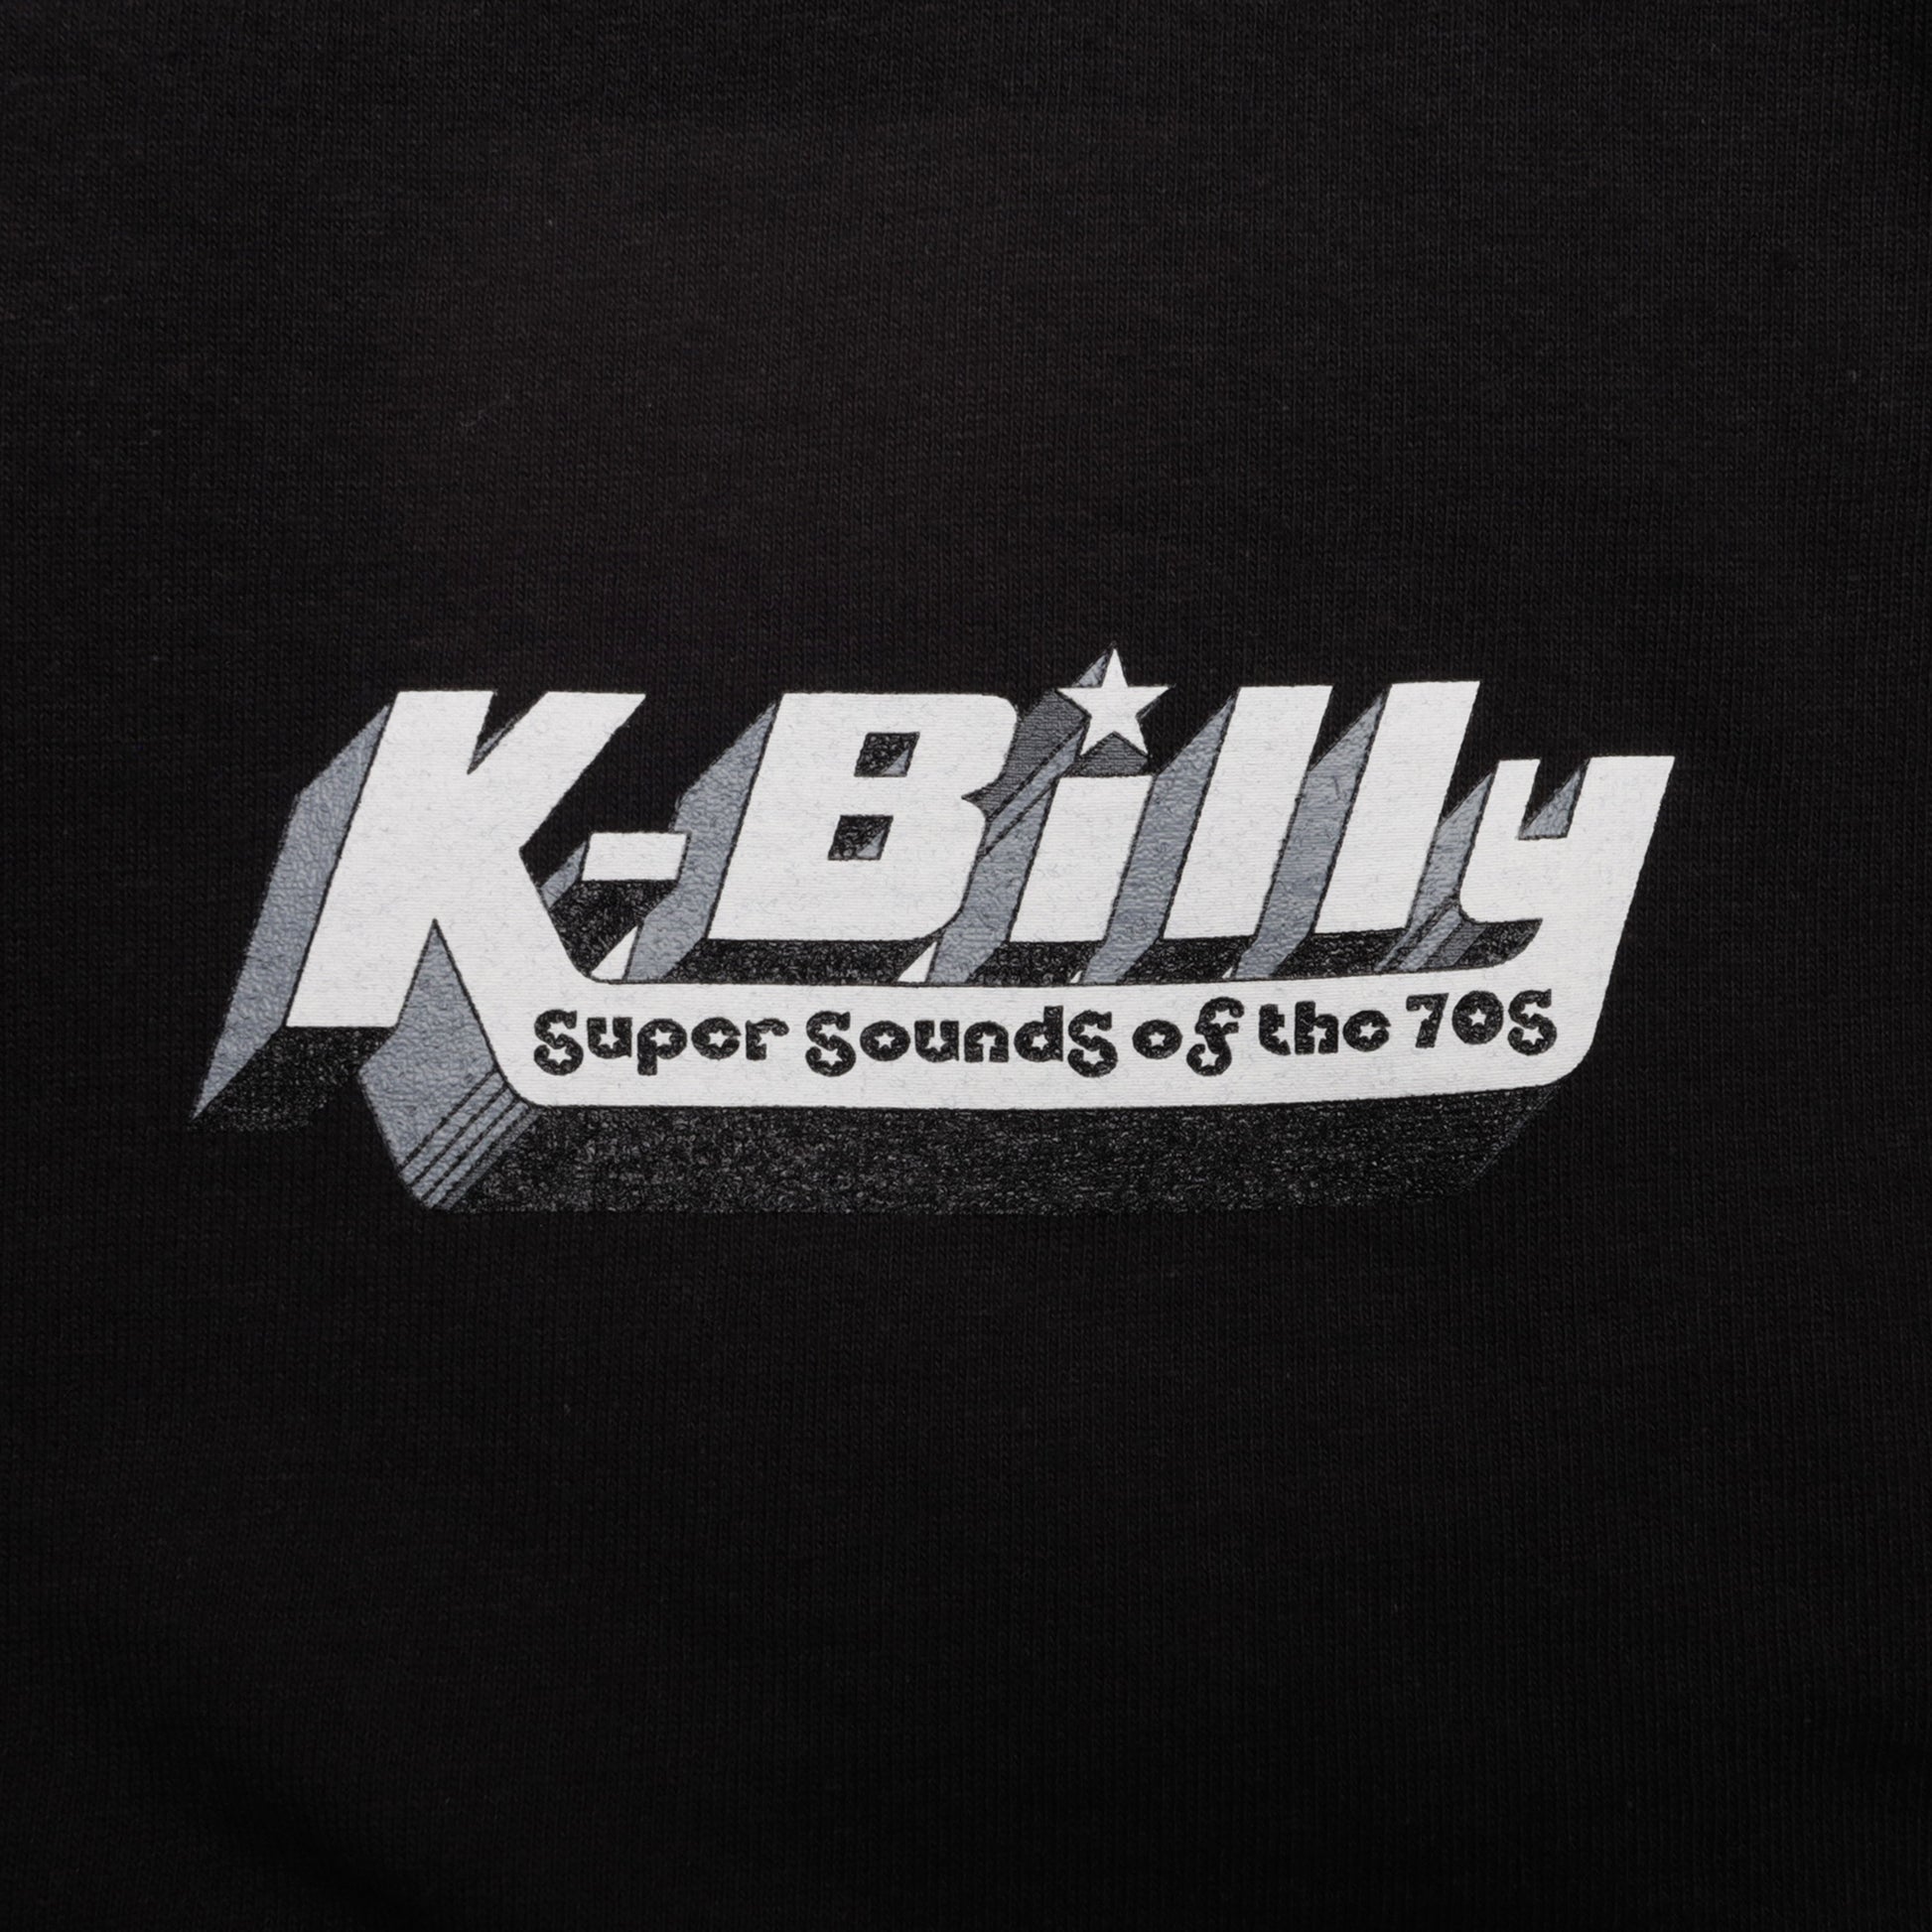 K-Billy
Super Sounds of the 70s